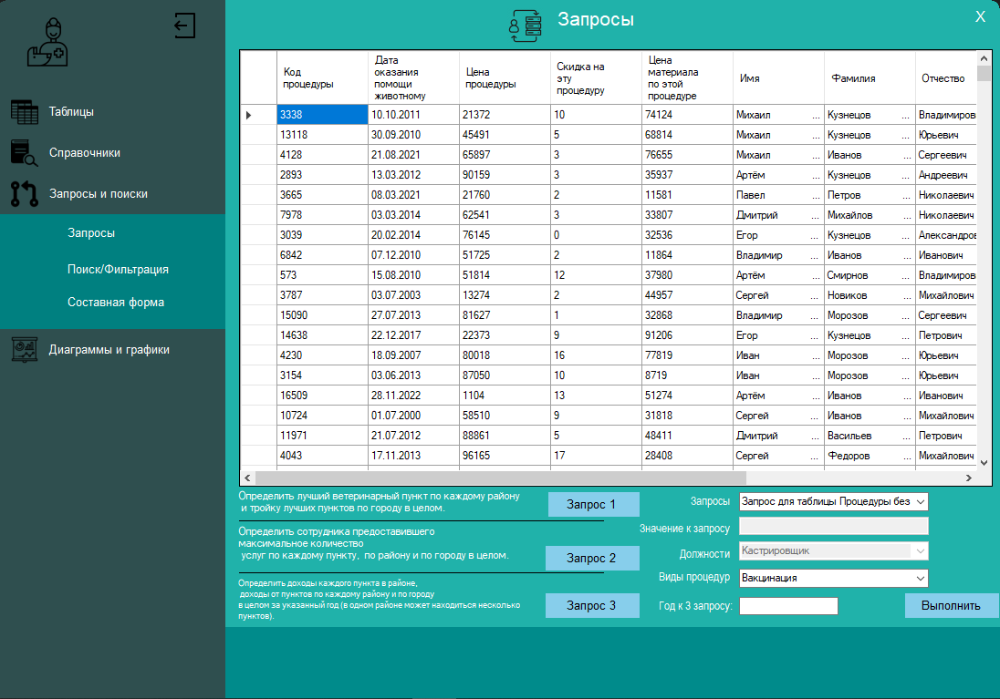 Запросы
X
Таблицы
Справочники
Запросы и поиски
Запросы
Поиск/Фильтрация
Составная форма
Диаграммы и графики
Код процедуры Дата оказания помощи животному Цена процедуры Скидка на эту процедуру Цена материала по этой процедуре Имя Фамилия Отчество
3338 10.10.2011 21372 10 74124 Михаил ... Кузнецов ... Владимиров
13118 30.09.2010 45491 5 68814 Михаил ... Кузнецов ... Юрьевич
4128 21.08.2021 65897 3 76655 Михаил ... Иванов ... Сергеевич
2893 13.03.2012 90159 3 35937 Артём ... Кузнецов ... Андреевич
3665 08.03.2021 21760 2 11581 Павел ... Петров ... Николаевич
7978 03.03.2014 62541 3 33807 Дмитрий ... Михайлов ... Николаевич
3039 20.02.2014 76145 0 32536 Егор ... Кузнецов ... Александров
6842 07.12.2010 51725 2 11864 Владимир ... Иванов ... Иванович
573 15.08.2010 51814 12 37980 Артём ... Смирнов ... Владимиров
3787 03.07.2003 13274 2 44957 Сергей ... Новиков ... Михайлович
15090 27.07.2013 81627 1 32868 Владимир ... Морозов ... Сергеевич
14638 22.12.2017 22373 9 91206 Егор ... Кузнецов ... Петрович
4230 18.09.2007 80018 16 77819 Иван ... Морозов ... Юрьевич
3154 03.06.2013 87050 10 8719 Иван ... Морозов ... Юрьевич
16509 28.11.2022 1104 13 51274 Артём ... Иванов ... Иванович
10724 01.07.2000 58510 9 31818 Сергей ... Иванов ... Михайлович
11971 21.07.2012 88861 5 48411 Дмитрий ... Васильев ... Петрович
4043 17.11.2013 96165 17 28408 Сергей ... Федоров ... Михайлович
Определить лучший ветеринарный пункт по каждому району
и тройку лучших пунктов по городу в целом.
Запрос 1
Определить сотрудника предоставившего
максимальное количество
услуг по каждому пункту, по району и по городу в целом.
Запрос 2
Определить доходы каждого пункта в районе,
доходы от пунктов по каждому району и по городу
в целом за указанный год (в одном районе может находиться несколько
пунктов).
Запрос 3
Запросы Запрос для таблицы Процедуры без
Значение к запросу
Должности Кастрировщик
Виды процедур Вакцинация
Год к 3 запросу:
Выполнить